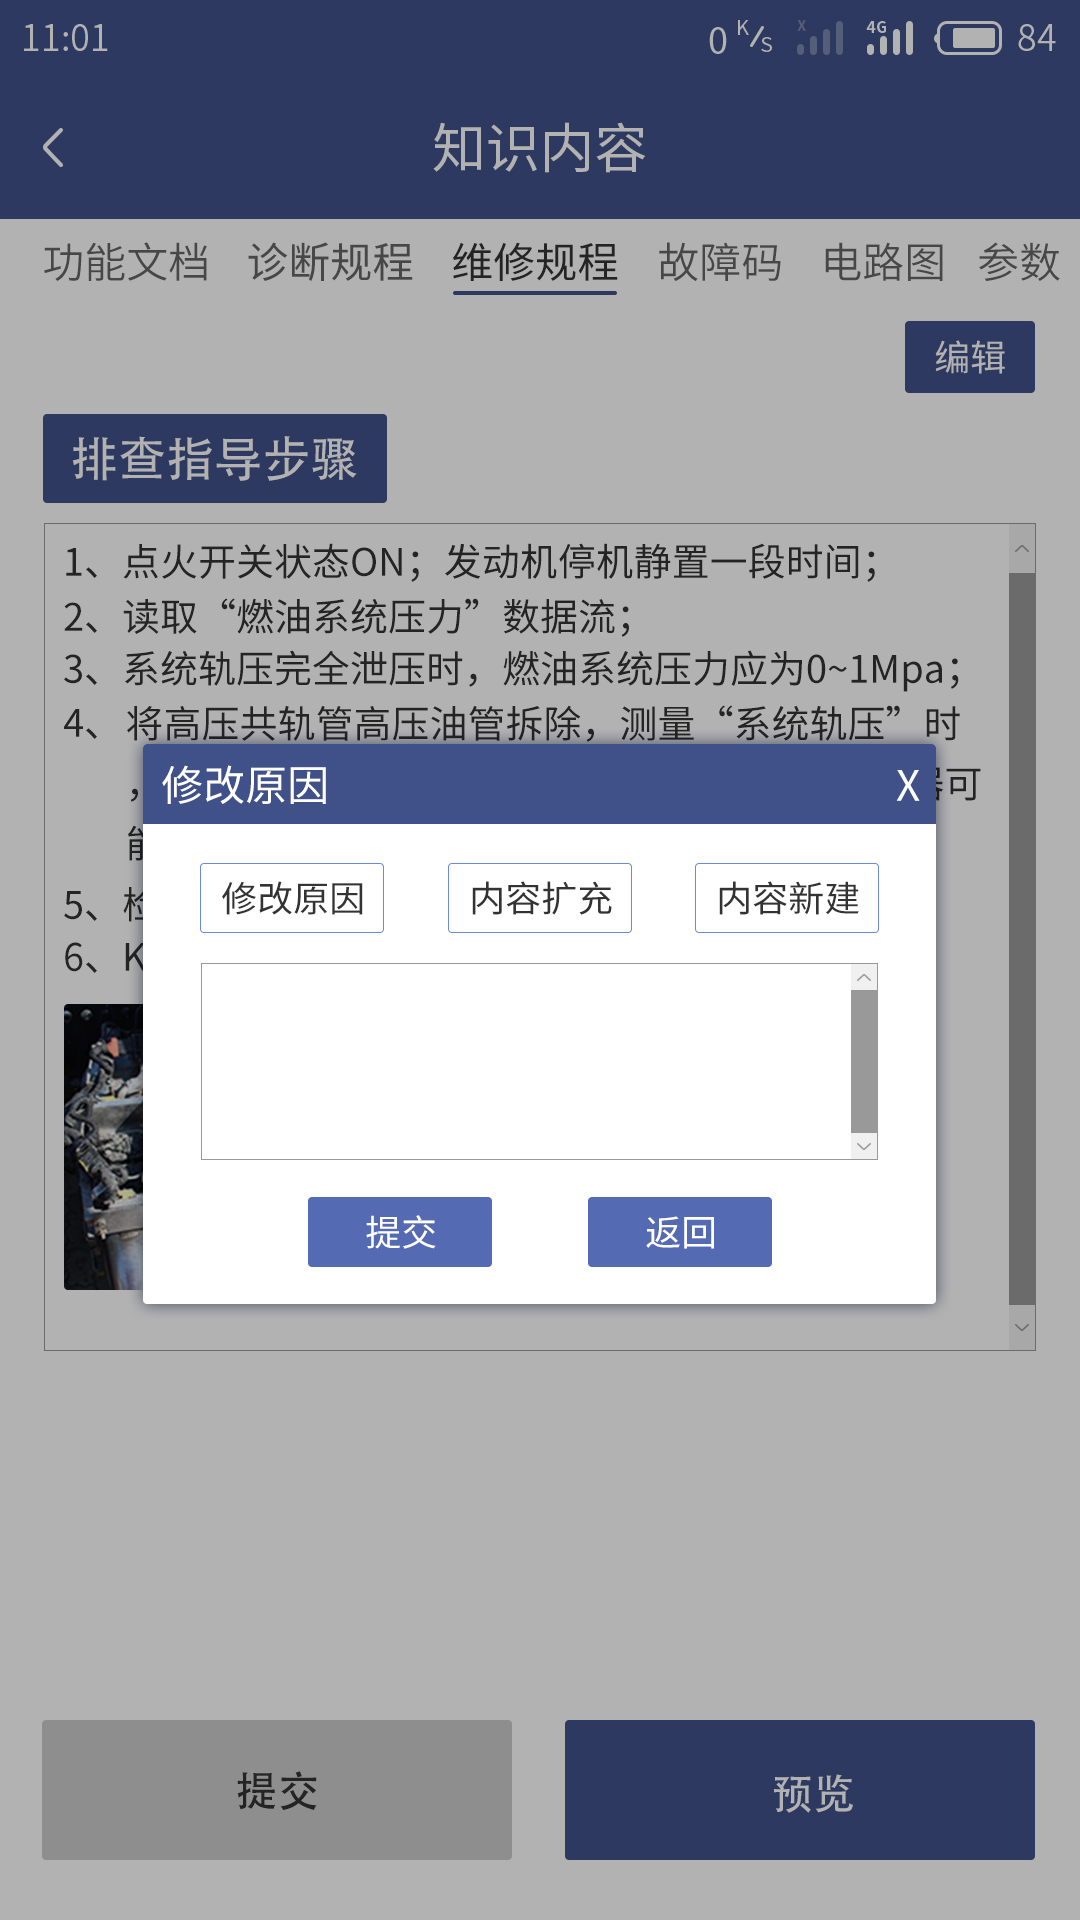 11:01
0 K/s
X
4G
84
知识内容
功能文档 诊断规程 维修规程 故障码 电路图 参数
编辑
排查指导步骤
1、点火开关状态ON；发动机停机静置一段时间；
2、读取“燃油系统压力”数据流；
3、系统轨压完全泄压时，燃油系统压力应为0~1Mpa；
4、将高压共轨管高压油管拆除，测量“系统轨压”时
，
可
5、检
6、K
修改原因 X
修改原因 内容扩充 内容新建
提交 返回
提交 预览